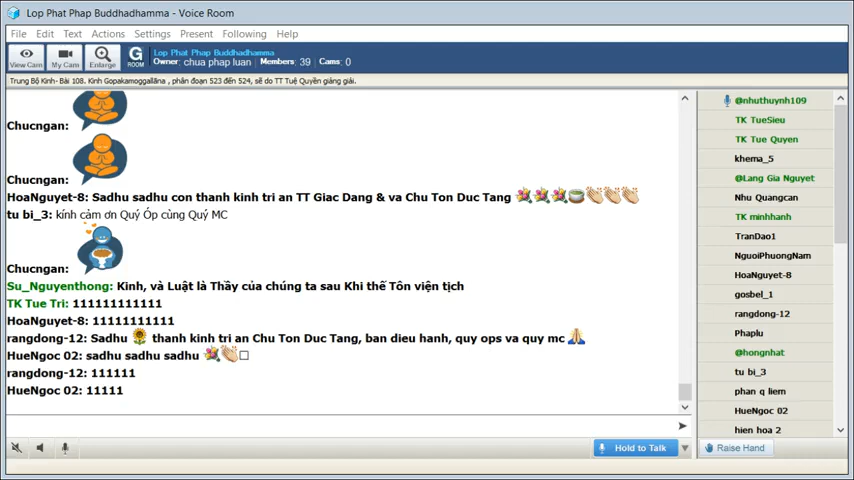 Lop Phat Phap Buddhadhamma - Voice Room
File Edit Text Actions Settings Present Following Help
View Cam My Cam Enlarge G ROOM
Lop Phat Phap Buddhadhamma
Owner: chua phap luan Members: 39 Cams: 0
Trung Bộ Kinh- Bài 108. Kinh Gopakamoggallāna , phân đoạn 523 đến 524, sẽ do TT Tuệ Quyền giảng giải.
Chucngan:
Chucngan:
HoaNguyet-8: Sadhu sadhu con thanh kinh tri an TT Giac Dang & va Chu Ton Duc Tang
tu bi_3: kính cảm ơn Quý Óp cùng Quý MC
Chucngan:
Su_Nguyenthong: Kinh, và Luật là Thầy của chúng ta sau Khi thế Tôn viện tịch
TK Tue Tri: 111111111111
HoaNguyet-8: 11111111111
rangdong-12: Sadhu thanh kinh tri an Chu Ton Duc Tang, ban dieu hanh, quy ops va quy mc
HueNgoc 02: sadhu sadhu sadhu
rangdong-12: 111111
HueNgoc 02: 11111
@nhuthuynh109
TK TueSieu
TK Tue Quyen
khema_5
@Lang Gia Nguyet
Nhu Quangcan
TK minhhanh
TranDao1
NguoiPhuongNam
HoaNguyet-8
gosbel_1
rangdong-12
Phaplu
@hongnhat
tu bi_3
phan q liem
HueNgoc 02
hien hoa 2
Hold to Talk
Raise Hand